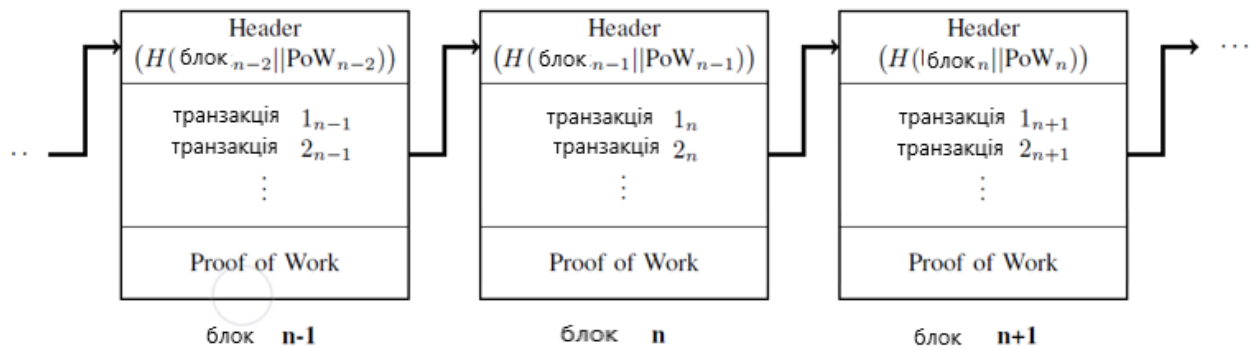 Header
(H(блок n−2||PoW n−2))
транзакція 1 n−1
транзакція 2 n−1
⋮
Proof of Work
блок n-1
Header
(H(блок n−1||PoW n−1))
транзакція 1 n
транзакція 2 n
⋮
Proof of Work
блок n
Header
(H(блок n||PoW n))
транзакція 1 n+1
транзакція 2 n+1
⋮
Proof of Work
блок n+1